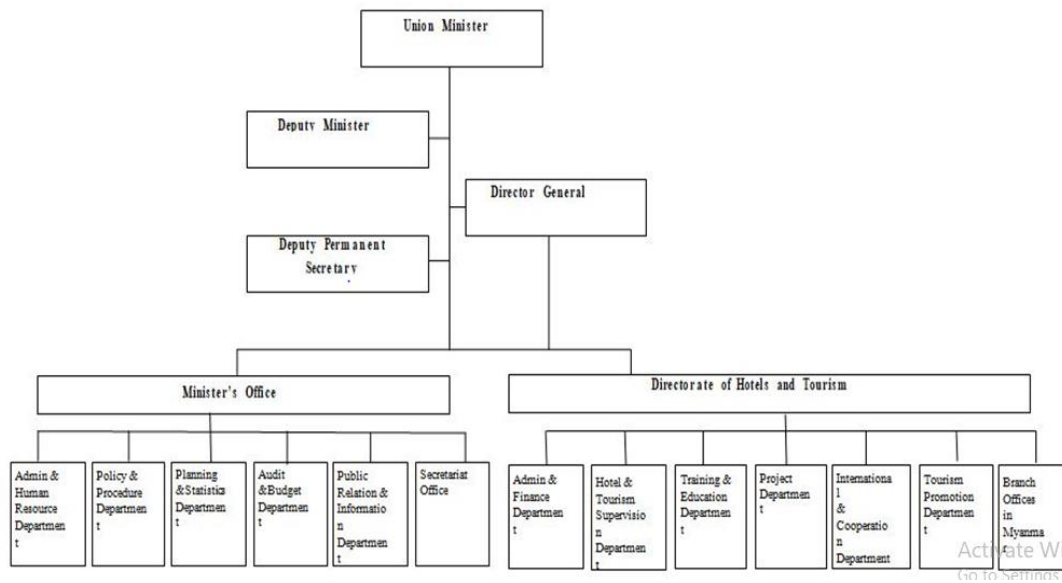 Union Minister
Deputy Minister
Director General
Deputy Permanent
Secretary
Minister's Office
Directorate of Hotels and Tourism
Admin &
Human
Resource
Departmen
t
Policy &
Procedure
Departmen
t
Planning
&Statistics
Departmen
t
Audit
&Budget
Departmen
t
Public
Relation &
Informatio
n
Departmen
t
Secretariat
Office
Admin &
Finance
Departmen
t
Hotel &
Tourism
Supervisio
n
Departmen
t
Training &
Education
Departmen
t
Project
Departmen
t
Internationa
l
&
Cooperatio
n
Department
Tourism
Promotion
Departmen
t
Branch
Offices
in
Myanma
r
Activate Wi
Go to Settings